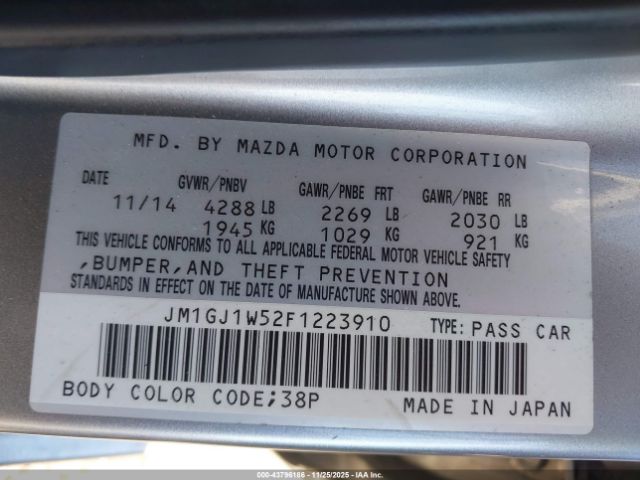 MFD. BY MAZDA MOTOR CORPORATION
DATE GVWR/PNBV GAWR/PNBE FRT GAWR/PNBE RR
11/14 4288 LB 2269 LB 2030 LB
1945 KG 1029 KG 921 KG
THIS VEHICLE CONFORMS TO ALL APPLICABLE FEDERAL MOTOR VEHICLE SAFETY
,BUMPER,AND THEFT PREVENTION
STANDARDS IN EFFECT ON THE DATE OF MANUFACTURE SHOWN ABOVE.
JM1GJ1W52F1223910 TYPE: PASS CAR
BODY COLOR CODE;38P MADE IN JAPAN
000-43796186 - 11/25/2025 - IAA, Inc.